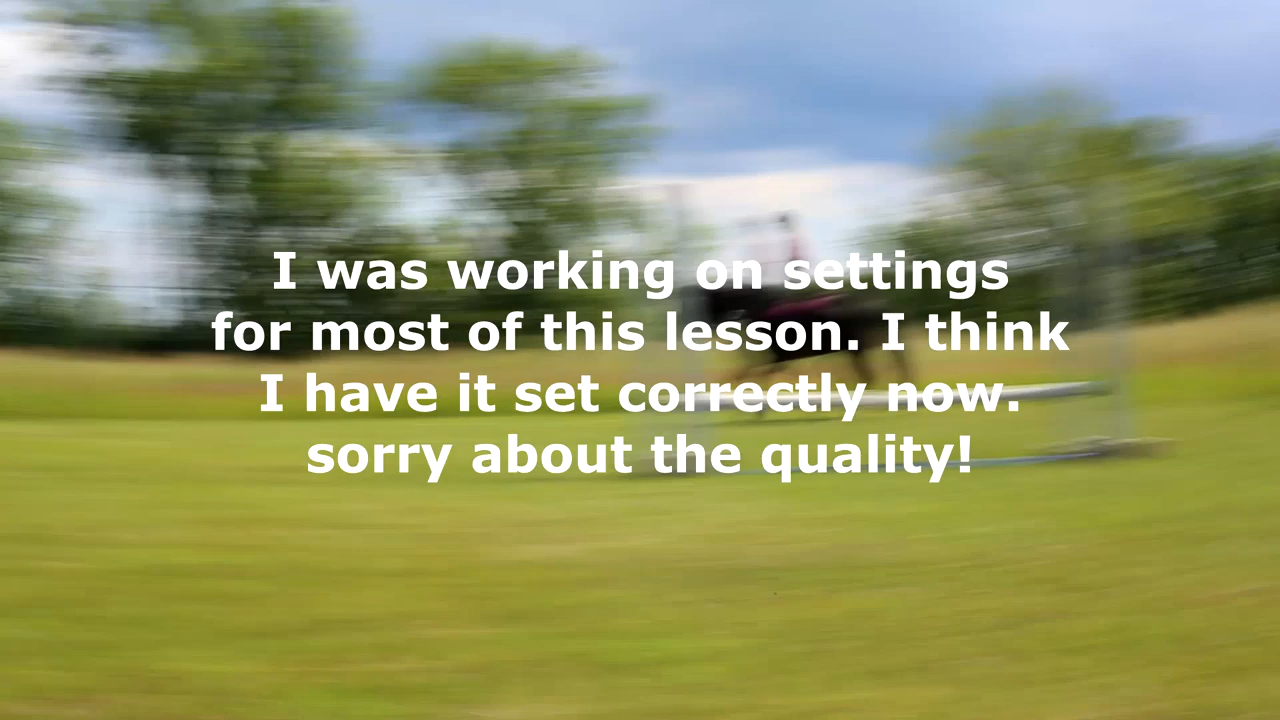 I was working on settings
for most of this lesson. I think
I have it set correctly now.
sorry about the quality!